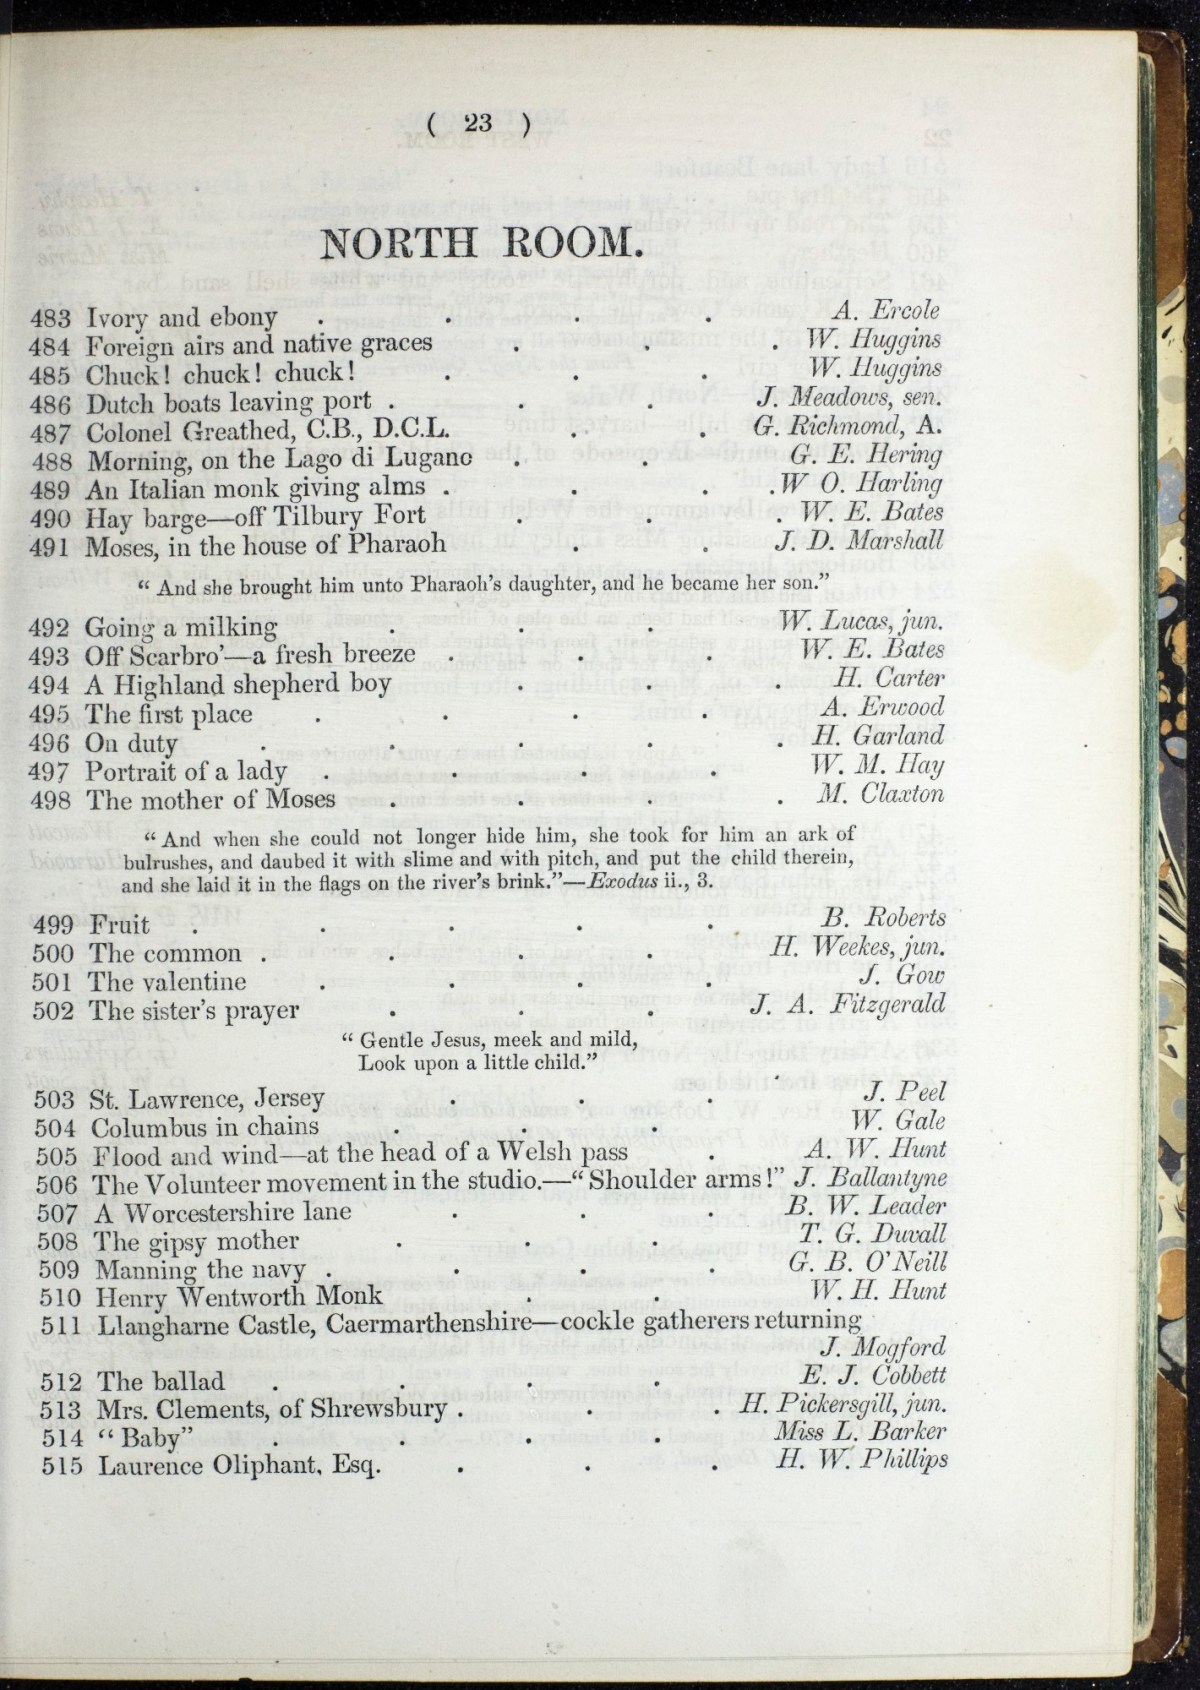 ( 23 )
NORTH ROOM.
483 Ivory and ebony . . . . A. Ercole
484 Foreign airs and native graces . . . W. Huggins
485 Chuck! chuck! chuck! . . . W. Huggins
486 Dutch boats leaving port . . . J. Meadows, sen.
487 Colonel Greathed, C.B., D.C.L. . . G. Richmond, A.
488 Morning, on the Lago di Lugano . . G. E. Hering
489 An Italian monk giving alms . . . . W O. Harling
490 Hay barge—off Tilbury Fort . . . W. E. Bates
491 Moses, in the house of Pharaoh . . J. D. Marshall
“ And she brought him unto Pharaoh’s daughter, and he became her son.”
492 Going a milking . . . W. Lucas, jun.
493 Off Scarbro’—a fresh breeze . . . W. E. Bates
494 A Highland shepherd boy . . . H. Carter
495 The first place . . . . A. Erwood
496 On duty . . . . . H. Garland
497 Portrait of a lady . . . . W. M. Hay
498 The mother of Moses . . . . M. Claxton
“ And when she could not longer hide him, she took for him an ark of
bulrushes, and daubed it with slime and with pitch, and put the child therein,
and she laid it in the flags on the river’s brink.”—Exodus ii., 3.
499 Fruit . . . . . B. Roberts
500 The common . . . . H. Weekes, jun.
501 The valentine . . . . J. Gow
502 The sister’s prayer . . . J. A. Fitzgerald
“ Gentle Jesus, meek and mild,
Look upon a little child.”
503 St. Lawrence, Jersey . . . J. Peel
504 Columbus in chains . . . W. Gale
505 Flood and wind—at the head of a Welsh pass . A. W. Hunt
506 The Volunteer movement in the studio.—“ Shoulder arms!” J. Ballantyne
507 A Worcestershire lane . . . B. W. Leader
508 The gipsy mother . . . T. G. Duvall
509 Manning the navy . . . . G. B. O’Neill
510 Henry Wentworth Monk . . W. H. Hunt
511 Llangharne Castle, Caermarthenshire—cockle gatherers returning
J. Mogford
512 The ballad . . . . E. J. Cobbett
513 Mrs. Clements, of Shrewsbury . . . H. Pickersgill, jun.
514 “ Baby” . . . . Miss L. Barker
515 Laurence Oliphant, Esq. . . . H. W. Phillips